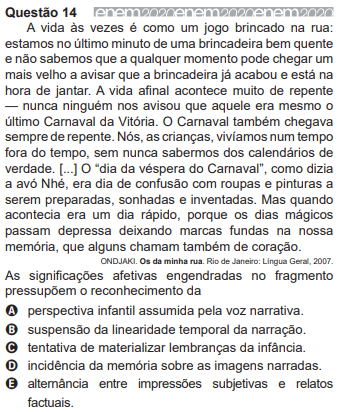 Questão 14 enem2020enem2020enem2020
A vida às vezes é como um jogo brincado na rua:
estamos no último minuto de uma brincadeira bem quente
e não sabemos que a qualquer momento pode chegar um
mais velho a avisar que a brincadeira já acabou e está na
hora de jantar. A vida afinal acontece muito de repente
— nunca ninguém nos avisou que aquele era mesmo o
último Carnaval da Vitória. O Carnaval também chegava
sempre de repente. Nós, as crianças, vivíamos num tempo
fora do tempo, sem nunca sabermos dos calendários de
verdade. [...] O “dia da véspera do Carnaval”, como dizia
a avó Nhé, era dia de confusão com roupas e pinturas a
serem preparadas, sonhadas e inventadas. Mas quando
acontecia era um dia rápido, porque os dias mágicos
passam depressa deixando marcas fundas na nossa
memória, que alguns chamam também de coração.
ONDJAKI. Os da minha rua. Rio de Janeiro: Língua Geral, 2007.
As significações afetivas engendradas no fragmento
pressupõem o reconhecimento da
A perspectiva infantil assumida pela voz narrativa.
B suspensão da linearidade temporal da narração.
C tentativa de materializar lembranças da infância.
D incidência da memória sobre as imagens narradas.
E alternância entre impressões subjetivas e relatos
factuais.